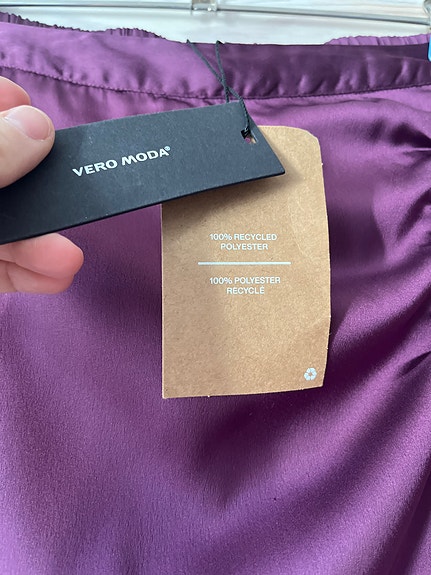 VERO MODA®
100% RECYCLED
POLYESTER
100% POLYESTER
RECYCLÉ